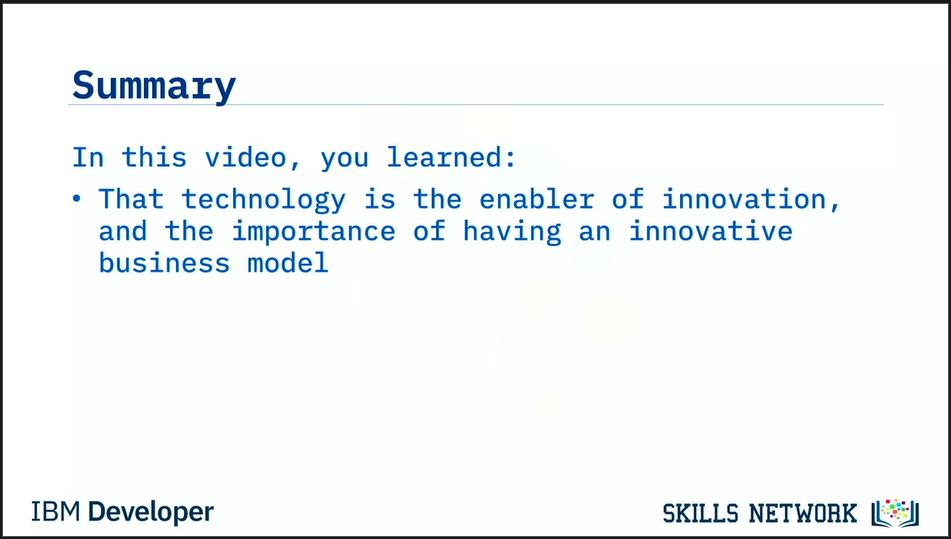 Summary
In this video, you learned:
• That technology is the enabler of innovation,
and the importance of having an innovative
business model
IBM Developer
SKILLS NETWORK